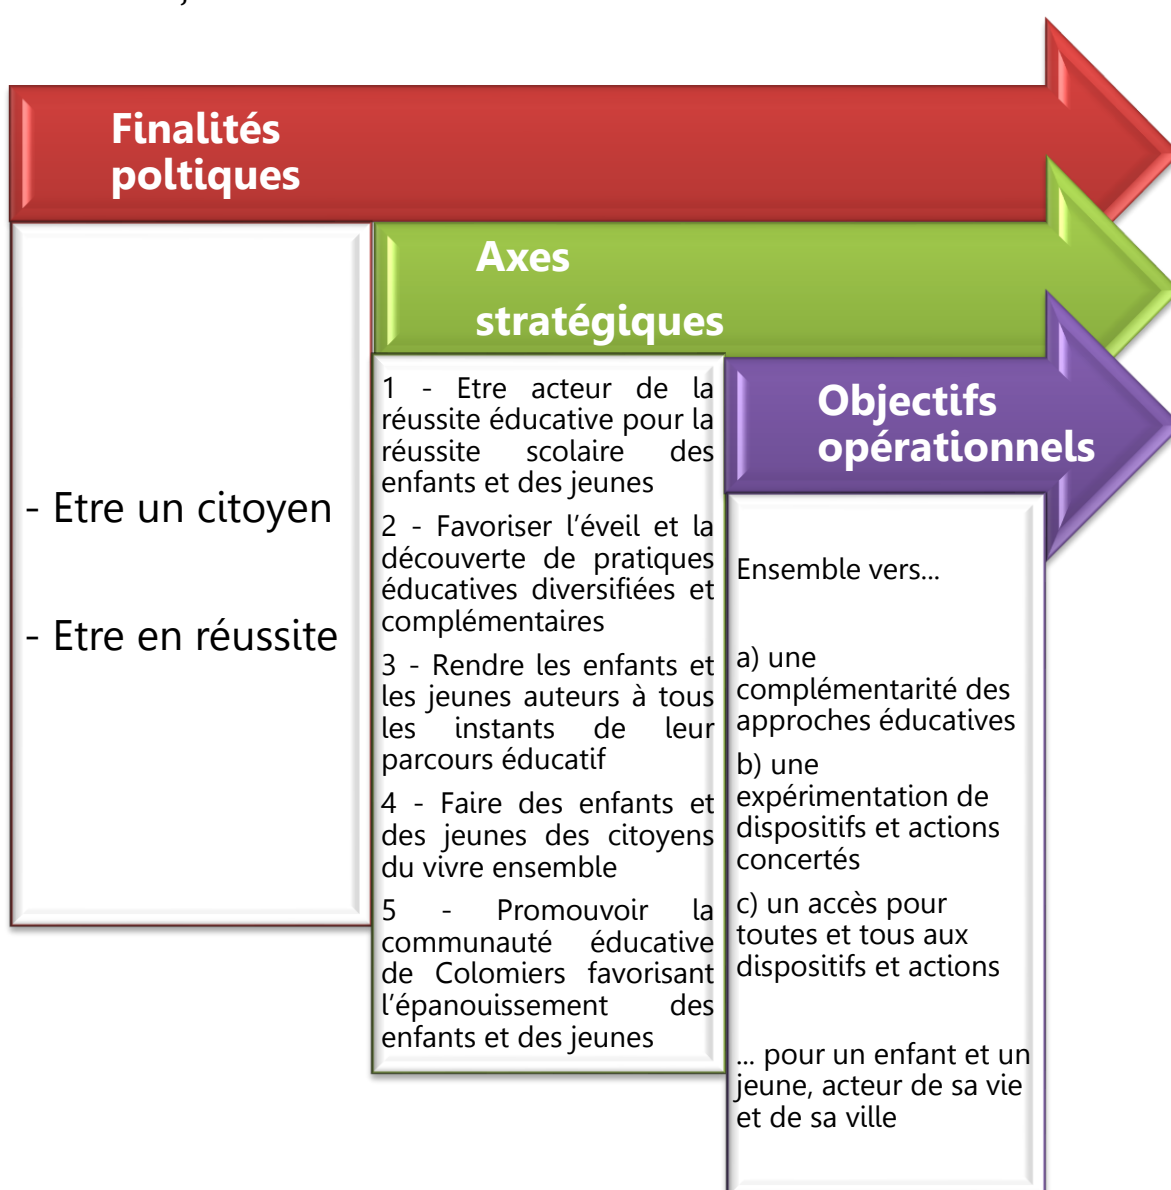 Finalités
poltiques
- Etre un citoyen
- Etre en réussite
Axes
stratégiques
1 - Etre acteur de la
réussite éducative pour la
réussite scolaire des
enfants et des jeunes
2 - Favoriser l’éveil et la
découverte de pratiques
éducatives diversifiées et
complémentaires
3 - Rendre les enfants et
les jeunes auteurs à tous
les instants de leur
parcours éducatif
4 - Faire des enfants et
des jeunes des citoyens
du vivre ensemble
5 - Promouvoir la
communauté éducative
de Colomiers favorisant
l’épanouissement des
enfants et des jeunes
Objectifs
opérationnels
Ensemble vers...
a) une
complémentarité des
approches éducatives
b) une
expérimentation de
dispositifs et actions
concertés
c) un accès pour
toutes et tous aux
dispositifs et actions
... pour un enfant et un
jeune, acteur de sa vie
et de sa ville